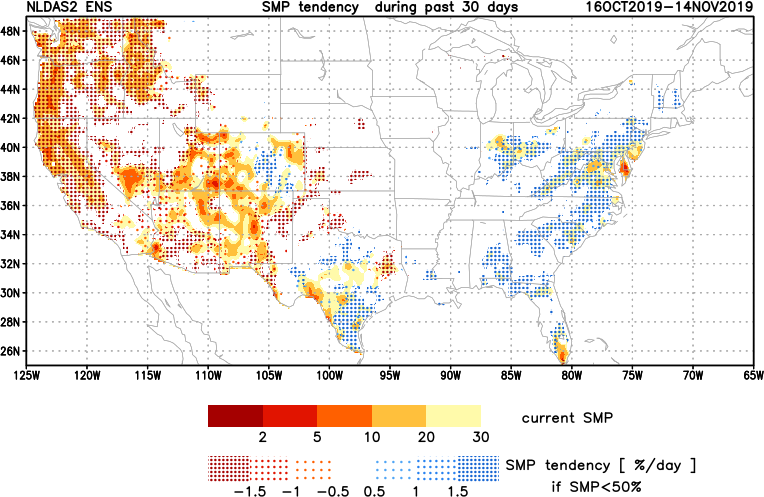 NLDAS2 ENS SMP tendency during past 30 days 16OCT2019-14NOV2019
48N
46N
44N
42N
40N
38N
36N
34N
32N
30N
28N
26N
125W 120W 115W 110W 105W 100W 95W 90W 85W 80W 75W 70W 65W
current SMP
2 5 10 20 30
SMP tendency [ %/day ]
if SMP<50%
-1.5 -1 -0.5 0.5 1 1.5